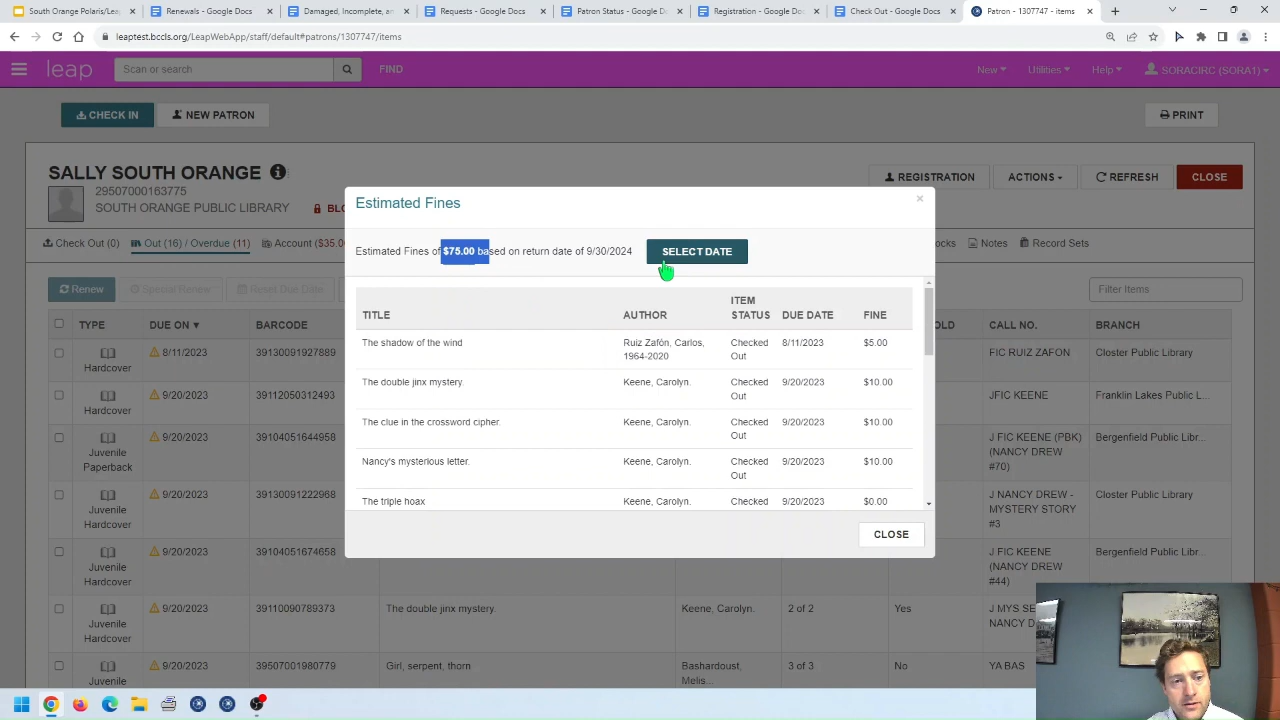 South Orange Polaris/Leap
Renewals - Google Docs
Damaged, Incomplete, an
Requests - Google Docs
Patron Status - Google D
Registration - Google Doc
Check Out - Google Docs
Patron - 1307747 - items
leaptest.bccls.org/LeapWebApp/staff/default#patrons/1307747/items
leap
Scan or search
FIND
New
Utilities
Help
SORACIRC (SORA1)
CHECK IN
NEW PATRON
PRINT
SALLY SOUTH ORANGE
29507000163775
SOUTH ORANGE PUBLIC LIBRARY
BLO
REGISTRATION
ACTIONS
REFRESH
CLOSE
Check Out (0)
Out (16) / Overdue (11)
Account ($35.0
ocks
Notes
Record Sets
Renew
Special Renew
Reset Due Date
Filter Items
TYPE DUE ON BARCODE OLD CALL NO. BRANCH
Hardcover 8/11/2023 39130091927889 FIC RUIZ ZAFON Closter Public Library
Hardcover 9/20/2023 39112050312493 JFIC KEENE Franklin Lakes Public L...
Juvenile Paperback 9/20/2023 39104051644958 J FIC KEENE (PBK) (NANCY DREW #70) Bergenfield Public Libr...
Juvenile Hardcover 9/20/2023 39130091222968 J NANCY DREW - MYSTERY STORY #3 Closter Public Library
Juvenile Hardcover 9/20/2023 39104051674658 J FIC KEENE (NANCY DREW #44) Bergenfield Public Libr...
Juvenile Hardcover 9/20/2023 39110090789373 The double jinx mystery. Keene, Carolyn. 2 of 2 Yes J MYS SE NANCY D
Juvenile 9/20/2023 39507001980779 Girl, serpent, thorn Bashardoust, Melis... 3 of 3 No YA BAS
Estimated Fines
×
Estimated Fines of $75.00 based on return date of 9/30/2024
SELECT DATE
TITLE AUTHOR ITEM STATUS DUE DATE FINE
The shadow of the wind Ruiz Zafón, Carlos, 1964-2020 Checked Out 8/11/2023 $5.00
The double jinx mystery. Keene, Carolyn. Checked Out 9/20/2023 $10.00
The clue in the crossword cipher. Keene, Carolyn. Checked Out 9/20/2023 $10.00
Nancy's mysterious letter. Keene, Carolyn. Checked Out 9/20/2023 $10.00
The triple hoax Keene, Carolyn. Checked 9/20/2023 $0.00
CLOSE